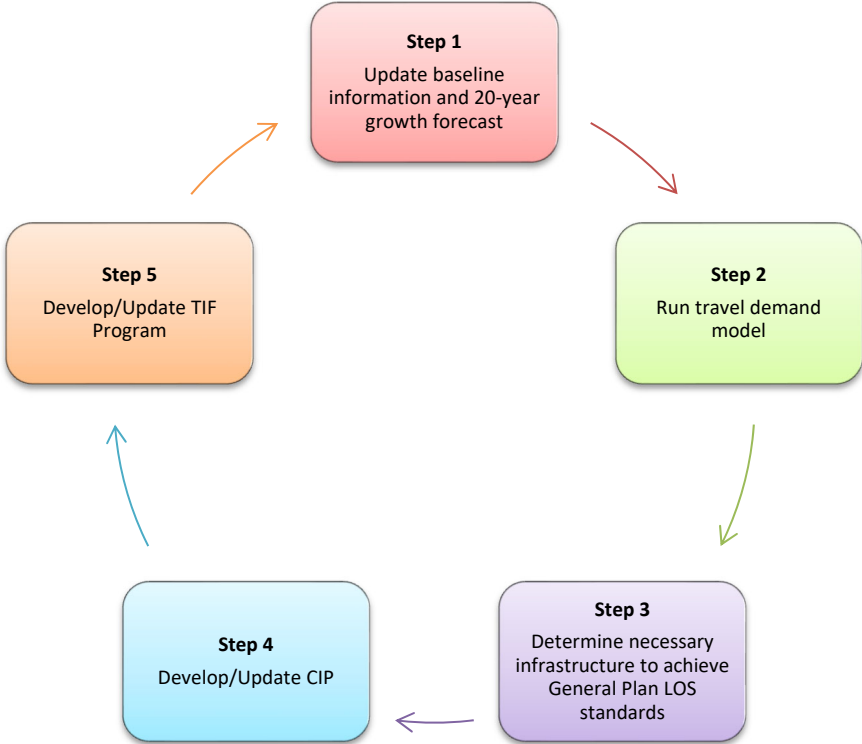 Step 1
Update baseline
information and 20-year
growth forecast
Step 2
Run travel demand
model
Step 3
Determine necessary
infrastructure to achieve
General Plan LOS
standards
Step 4
Develop/Update CIP
Step 5
Develop/Update TIF
Program